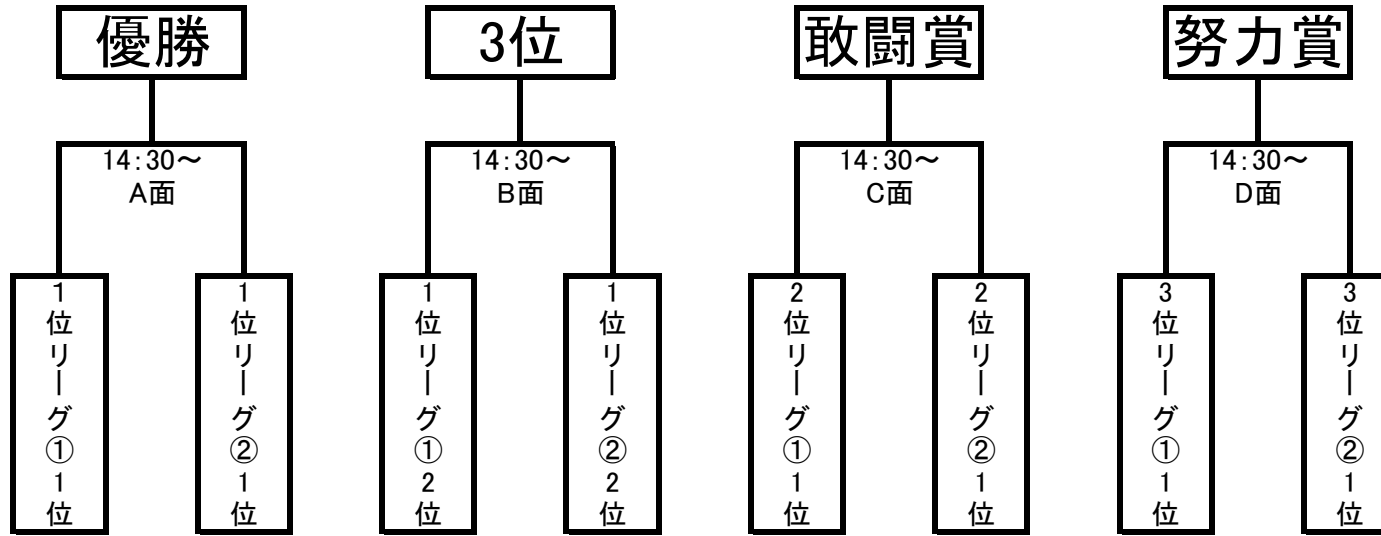 優勝
3位
敢闘賞
努力賞
14:30～
A面
14:30～
B面
14:30～
C面
14:30～
D面
1位リーグ①1位
1位リーグ②1位
1位リーグ①2位
1位リーグ②2位
2位リーグ①1位
2位リーグ②1位
3位リーグ①1位
3位リーグ②1位